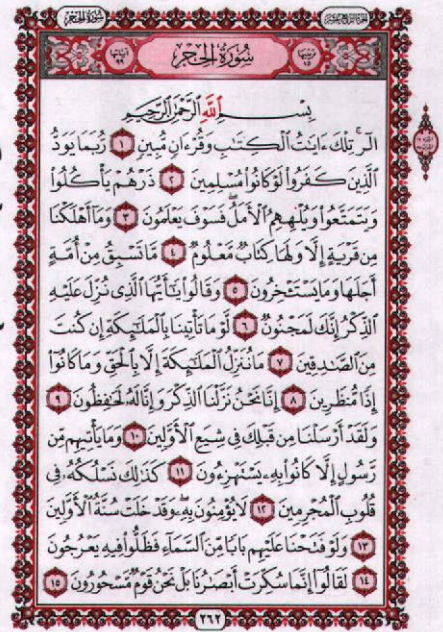 سُورَةُ الحِجْرِ
سُورَةُ الحِجْرِ
بِسْمِ ٱللَّهِ ٱلرَّحْمَٰنِ ٱلرَّحِيمِ
الٓر ۚ تِلْكَ ءَايَٰتُ ٱلْكِتَٰبِ وَقُرْءَانٍ مُّبِينٍ ١ رُّبَمَا يَوَدُّ
ٱلَّذِينَ كَفَرُوا۟ لَوْ كَانُوا۟ مُسْلِمِينَ ٢ ذَرْهُمْ يَأْكُلُوا۟
وَيَتَمَتَّعُوا۟ وَيُلْهِهِمُ ٱلْأَمَلُ ۖ فَسَوْفَ يَعْلَمُونَ ٣ وَمَآ أَهْلَكْنَا
مِن قَرْيَةٍ إِلَّا وَلَهَا كِتَابٌ مَّعْلُومٌ ٤ مَّا تَسْبِقُ مِنْ أُمَّةٍ
أَجَلَهَا وَمَا يَسْتَـْٔخِرُونَ ٥ وَقَالُوا۟ يَٰٓأَيُّهَا ٱلَّذِى نُزِّلَ عَلَيْهِ
ٱلذِّكْرُ إِنَّكَ لَمَجْنُونٌ ٦ لَّوْ مَا تَأْتِينَا بِٱلْمَلَٰٓئِكَةِ إِن كُنتَ
مِنَ ٱلصَّٰدِقِينَ ٧ مَا نُنَزِّلُ ٱلْمَلَٰٓئِكَةَ إِلَّا بِٱلْحَقِّ وَمَا كَانُوٓا۟
إِذًا مُّنظَرِينَ ٨ إِنَّا نَحْنُ نَزَّلْنَا ٱلذِّكْرَ وَإِنَّا لَهُۥ لَحَٰفِظُونَ ٩
وَلَقَدْ أَرْسَلْنَا مِن قَبْلِكَ فِى شِيَعِ ٱلْأَوَّلِينَ ١٠ وَمَا يَأْتِيهِم مِّن
رَّسُولٍ إِلَّا كَانُوا۟ بِهِۦ يَسْتَهْزِءُونَ ١١ كَذَٰلِكَ نَسْلُكُهُۥ فِى
قُلُوبِ ٱلْمُجْرِمِينَ ١٢ لَا يُؤْمِنُونَ بِهِۦ ۖ وَقَدْ خَلَتْ سُنَّةُ ٱلْأَوَّلِينَ
١٣ وَلَوْ فَتَحْنَا عَلَيْهِم بَابًا مِّنَ ٱلسَّمَآءِ فَظَلُّوا۟ فِيهِ يَعْرُجُونَ
١٤ لَقَالُوٓا۟ إِنَّمَا سُكِّرَتْ أَبْصَٰرُنَا بَلْ نَحْنُ قَوْمٌ مَّسْحُورُونَ ١٥
٢٦٢